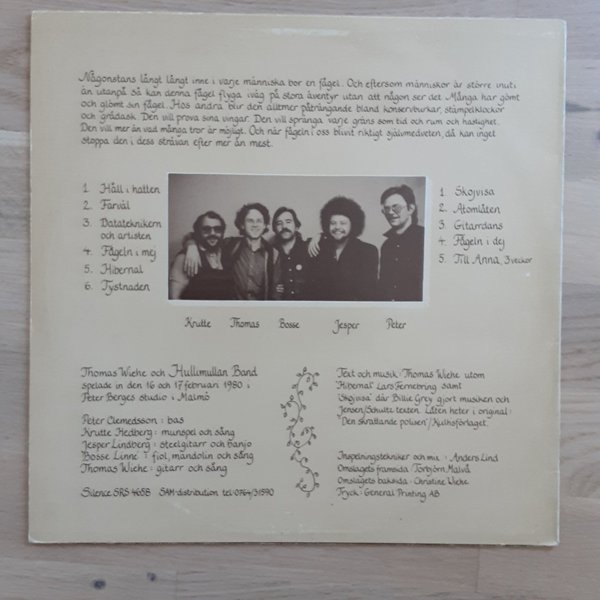 Någonstans långt långt inne i varje människa bor en fågel. Och eftersom människor är större inuti
än utanpå så kan denna fågel flyga iväg på stora äventyr utan att någon ser det. Många har gömt
och glömt sin fågel. Hos andra blir den alltmer påträngande bland konservburkar, stämpelklockor
och grådask. Den vill prova sina vingar. Den vill spränga varje gräns som tid och rum och hastighet.
Den vill mer än vad många tror är möjligt. Och när fågeln i oss blivit riktigt självmedveten, då kan inget
stoppa den i dess strävan efter mer än mest.
1. Håll i hatten
2. Farväl
3. Datateknikern
och artisten
4. Fågeln i mej
5. Hibernal
6. Tystnaden
1. Skojvisa
2. Atomlåten
3. Gitarrdans
4. Fågeln i dej
5. Till Anna, 3 veckor
Krutte Thomas Bosse Jesper Peter
Thomas Wiehe och Hullimullan Band
spelade in den 16 och 17 februari 1980 i
Peter Berges studio i Malmö
Peter Clemedsson : bas
Krutte Hedberg : munspel och sång
Jesper Lindberg : steelgitarr och banjo
Bosse Linne : fiol, mandolin och sång
Thomas Wiehe : gitarr och sång
Silence SRS 4658 SAM-distribution tel: 0764/31590
Text och musik : Thomas Wiehe utom
"Hibernal" Lars Fernebring samt
"Skojvisa" där Billie Grey gjort musiken och
Jensen/Schultz texten. Låten heter i original:
"Den skrattande polisen"/Kulhsförlaget.
Inspelningstekniker och mix : Anders Lind
Omslagets framsida Torbjörn Malvå
Omslagets baksida : Christine Wiehe
Tryck : General Printing AB